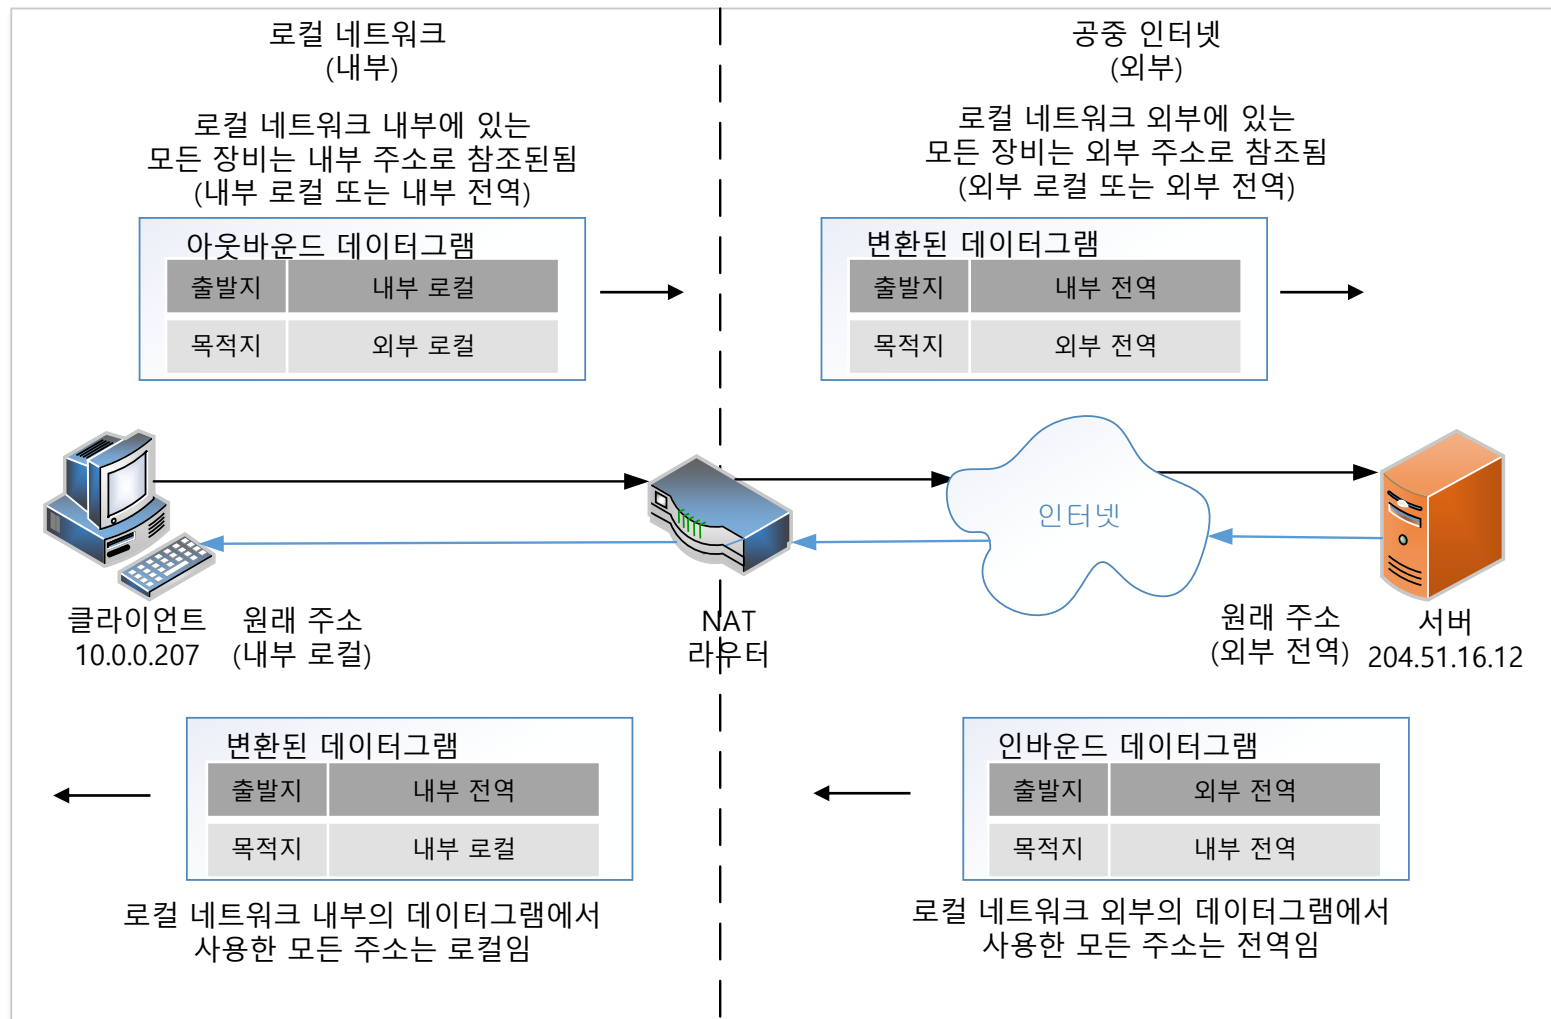 로컬 네트워크
(내부)
공중 인터넷
(외부)
로컬 네트워크 내부에 있는
모든 장비는 내부 주소로 참조된됨
(내부 로컬 또는 내부 전역)
로컬 네트워크 외부에 있는
모든 장비는 외부 주소로 참조됨
(외부 로컬 또는 외부 전역)
아웃바운드 데이터그램
출발지 내부 로컬
목적지 외부 로컬
변환된 데이터그램
출발지 내부 전역
목적지 외부 전역
인터넷
클라이언트
10.0.0.207
원래 주소
(내부 로컬)
NAT
라우터
원래 주소
(외부 전역)
서버
204.51.16.12
변환된 데이터그램
출발지 내부 전역
목적지 내부 로컬
인바운드 데이터그램
출발지 외부 전역
목적지 내부 전역
로컬 네트워크 내부의 데이터그램에서
사용한 모든 주소는 로컬임
로컬 네트워크 외부의 데이터그램에서
사용한 모든 주소는 전역임